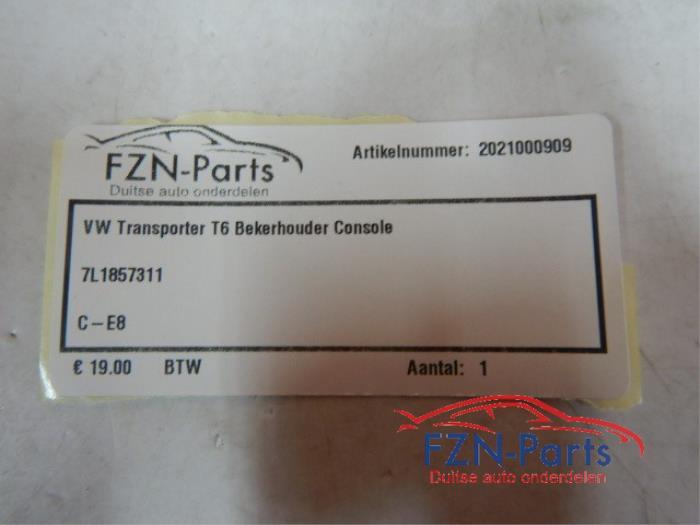 FZN-Parts
Duitse auto onderdelen
Artikelnummer: 2021000909
VW Transporter T6 Bekerhouder Console
7L1857311
C-E8
€ 19.00 BTW Aantal: 1
FZN-Parts
Duitse auto onderdelen